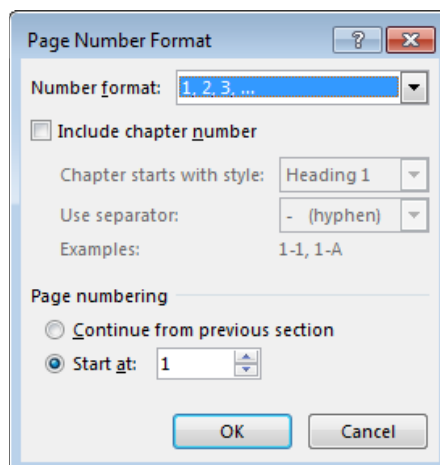 Page Number Format
Number format: 1, 2, 3, ...
Include chapter number
Chapter starts with style: Heading 1
Use separator: - (hyphen)
Examples: 1-1, 1-A
Page numbering
Continue from previous section
Start at: 1
OK Cancel